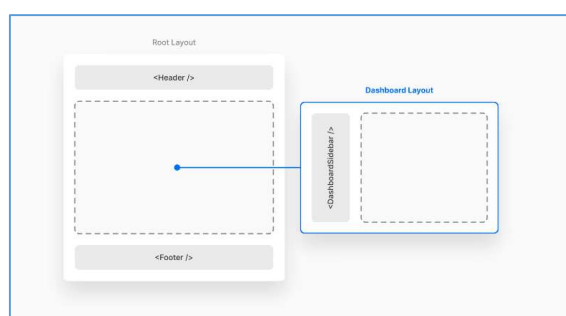 Root Layout
<Header />
Dashboard Layout
<DashboardSidebar />
<Footer />